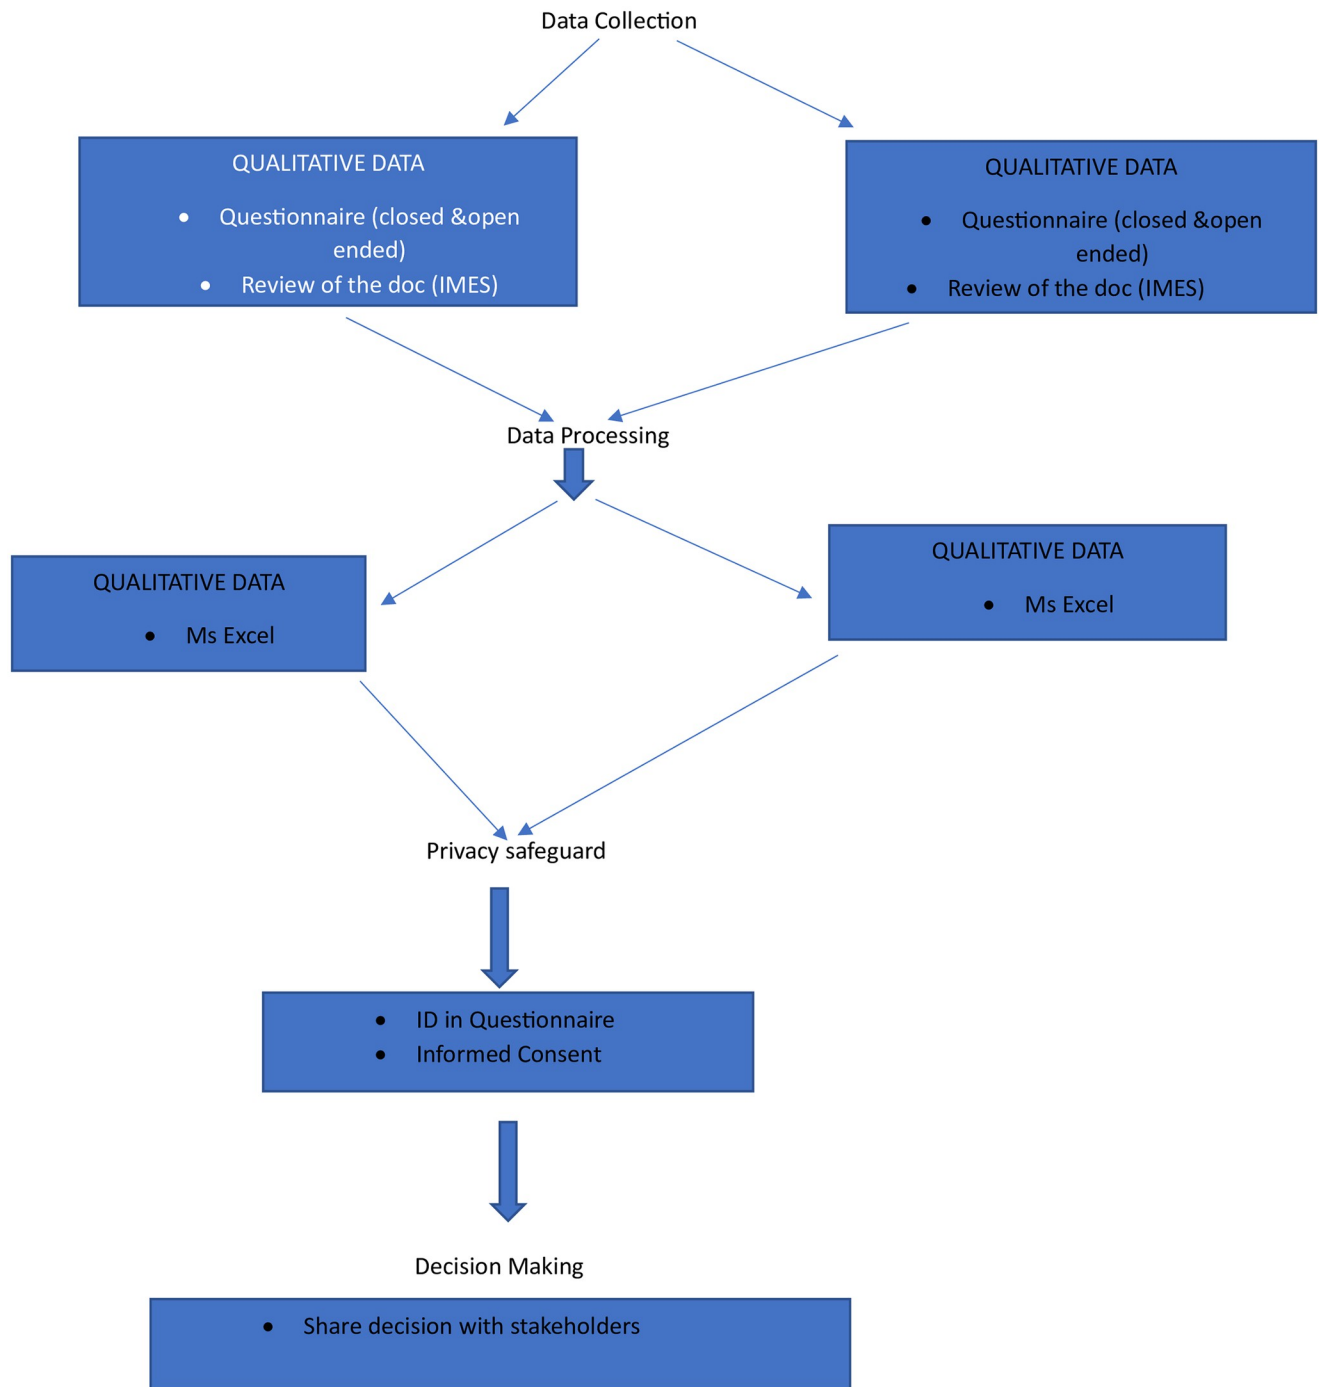 Data Collection
QUALITATIVE DATA
• Questionnaire (closed &open
ended)
• Review of the doc (IMES)
QUALITATIVE DATA
• Questionnaire (closed &open
ended)
• Review of the doc (IMES)
Data Processing
QUALITATIVE DATA
• Ms Excel
QUALITATIVE DATA
• Ms Excel
Privacy safeguard
• ID in Questionnaire
• Informed Consent
Decision Making
• Share decision with stakeholders